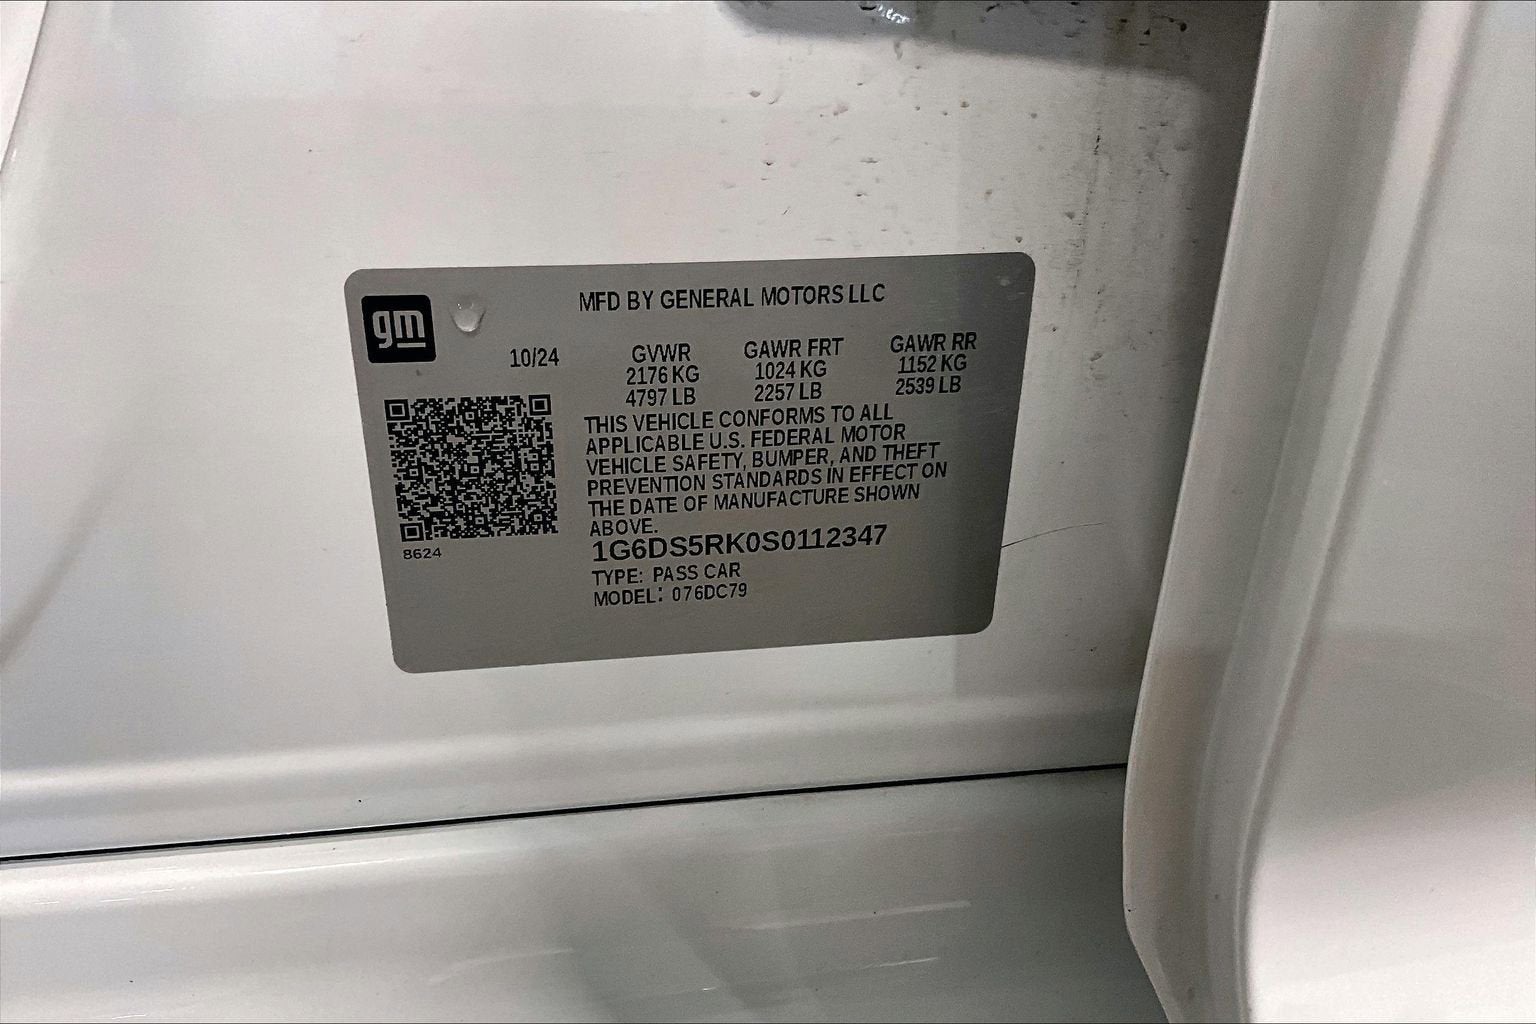 gm
MFD BY GENERAL MOTORS LLC
10/24
GVWR GAWR FRT GAWR RR
2176 KG 1024 KG 1152 KG
4797 LB 2257 LB 2539 LB
THIS VEHICLE CONFORMS TO ALL
APPLICABLE U.S. FEDERAL MOTOR
VEHICLE SAFETY, BUMPER, AND THEFT
PREVENTION STANDARDS IN EFFECT ON
THE DATE OF MANUFACTURE SHOWN
ABOVE.
8624
1G6DS5RK0S0112347
TYPE: PASS CAR
MODEL: 076DC79